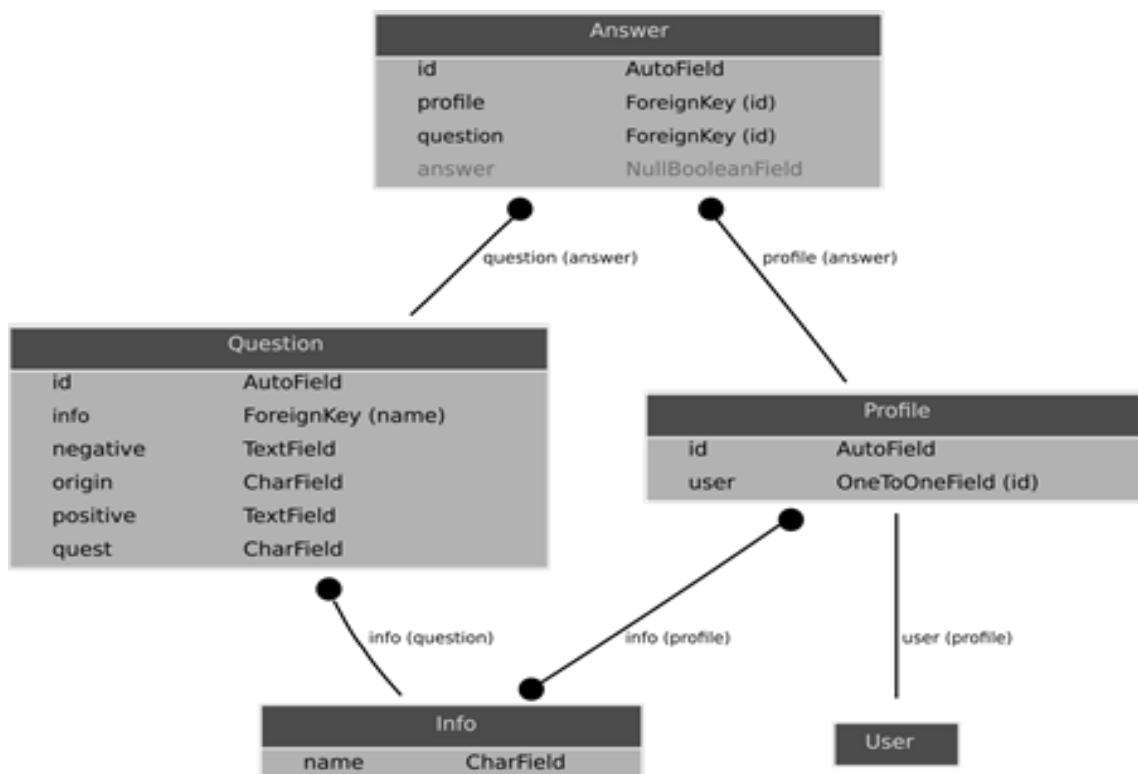 Answer
id AutoField
profile ForeignKey (id)
question ForeignKey (id)
answer NullBooleanField
question (answer)
profile (answer)
Question
id AutoField
info ForeignKey (name)
negative TextField
origin CharField
positive TextField
quest CharField
Profile
id AutoField
user OneToOneField (id)
info (question)
info (profile)
user (profile)
Info
name CharField
User